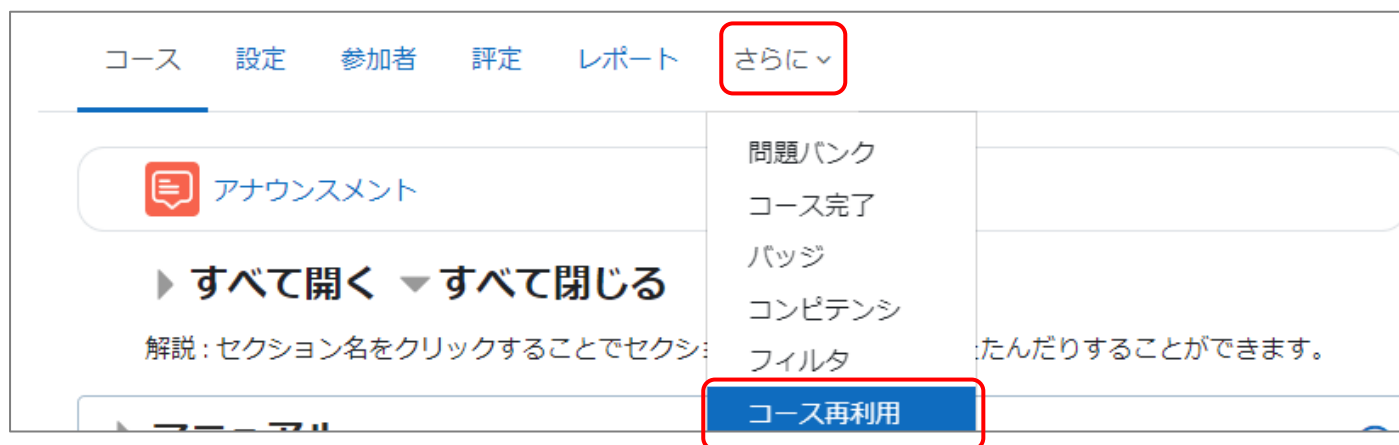 コース 設定 参加者 評定 レポート さらに
問題バンク
アナウンスメント
コース完了
バッジ
すべて開く すべて閉じる
コンピテンシ
解説 : セクション名をクリックすることでセクシ
たんだりすることができます。
フィルタ
コース再利用